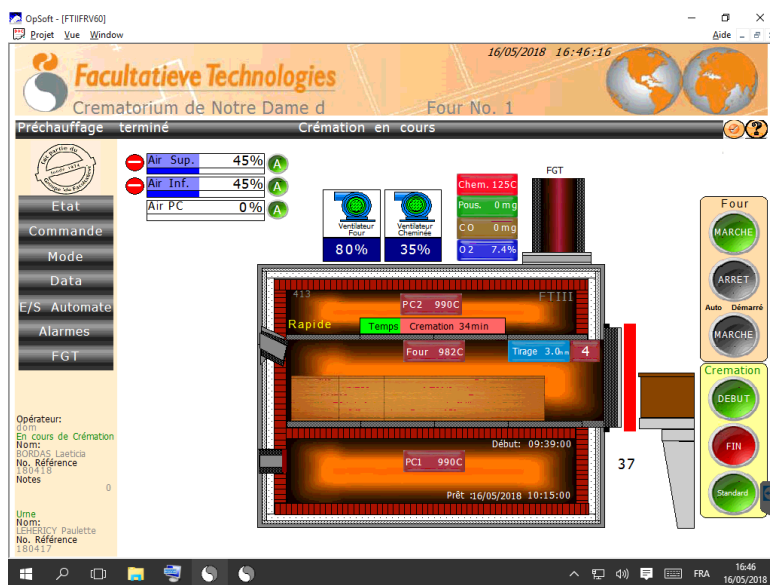 OpSoft - [FTIIFRV60]
Projet Vue Window
Aide
16/05/2018 16:46:16
Facultatieve Technologies
Crematorium de Notre Dame d Four No. 1
Préchauffage terminé Crémation en cours
Air Sup. 45% A
Air Inf. 45% A
Air PC 0% A
Etat
Commande
Mode
Data
E/S Automate
Alarmes
FGT
Opérateur:
dom
En cours de Crémation
Nom:
BORDAS Laeticia
No. Référence
180418
Notes
0
Urne
Nom:
LEHERICY Paulette
No. Référence
180417
Ventilateur
Four
80%
Ventilateur
Cheminée
35%
Chem. 125C
Pous. 0 mg
CO 0 mg
O2 7.4%
FGT
413
FTIII
PC2 990C
Rapide
Temps Cremation 34min
Four 982C
Tirage 3.0
4
Début: 09:39:00
PC1 990C
Prêt :16/05/2018 10:15:00
37
Four
MARCHE
ARRET
Auto Démarré
MARCHE
Cremation
DEBUT
FIN
Standard
FRA
16:46
16/05/2018